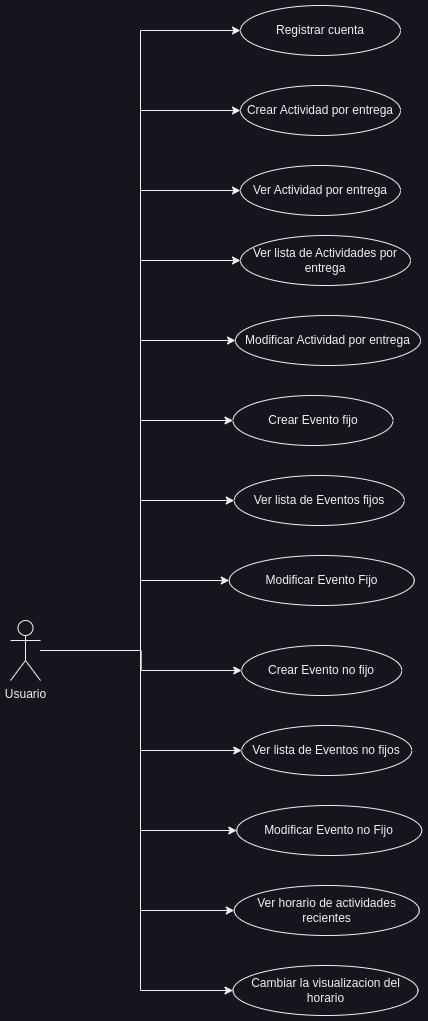 Registrar cuenta
Crear Actividad por entrega
Ver Actividad por entrega
Ver lista de Actividades por
entrega
Modificar Actividad por entrega
Crear Evento fijo
Ver lista de Eventos fijos
Modificar Evento Fijo
Usuario
Crear Evento no fijo
Ver lista de Eventos no fijos
Modificar Evento no Fijo
Ver horario de actividades
recientes
Cambiar la visualizacion del
horario